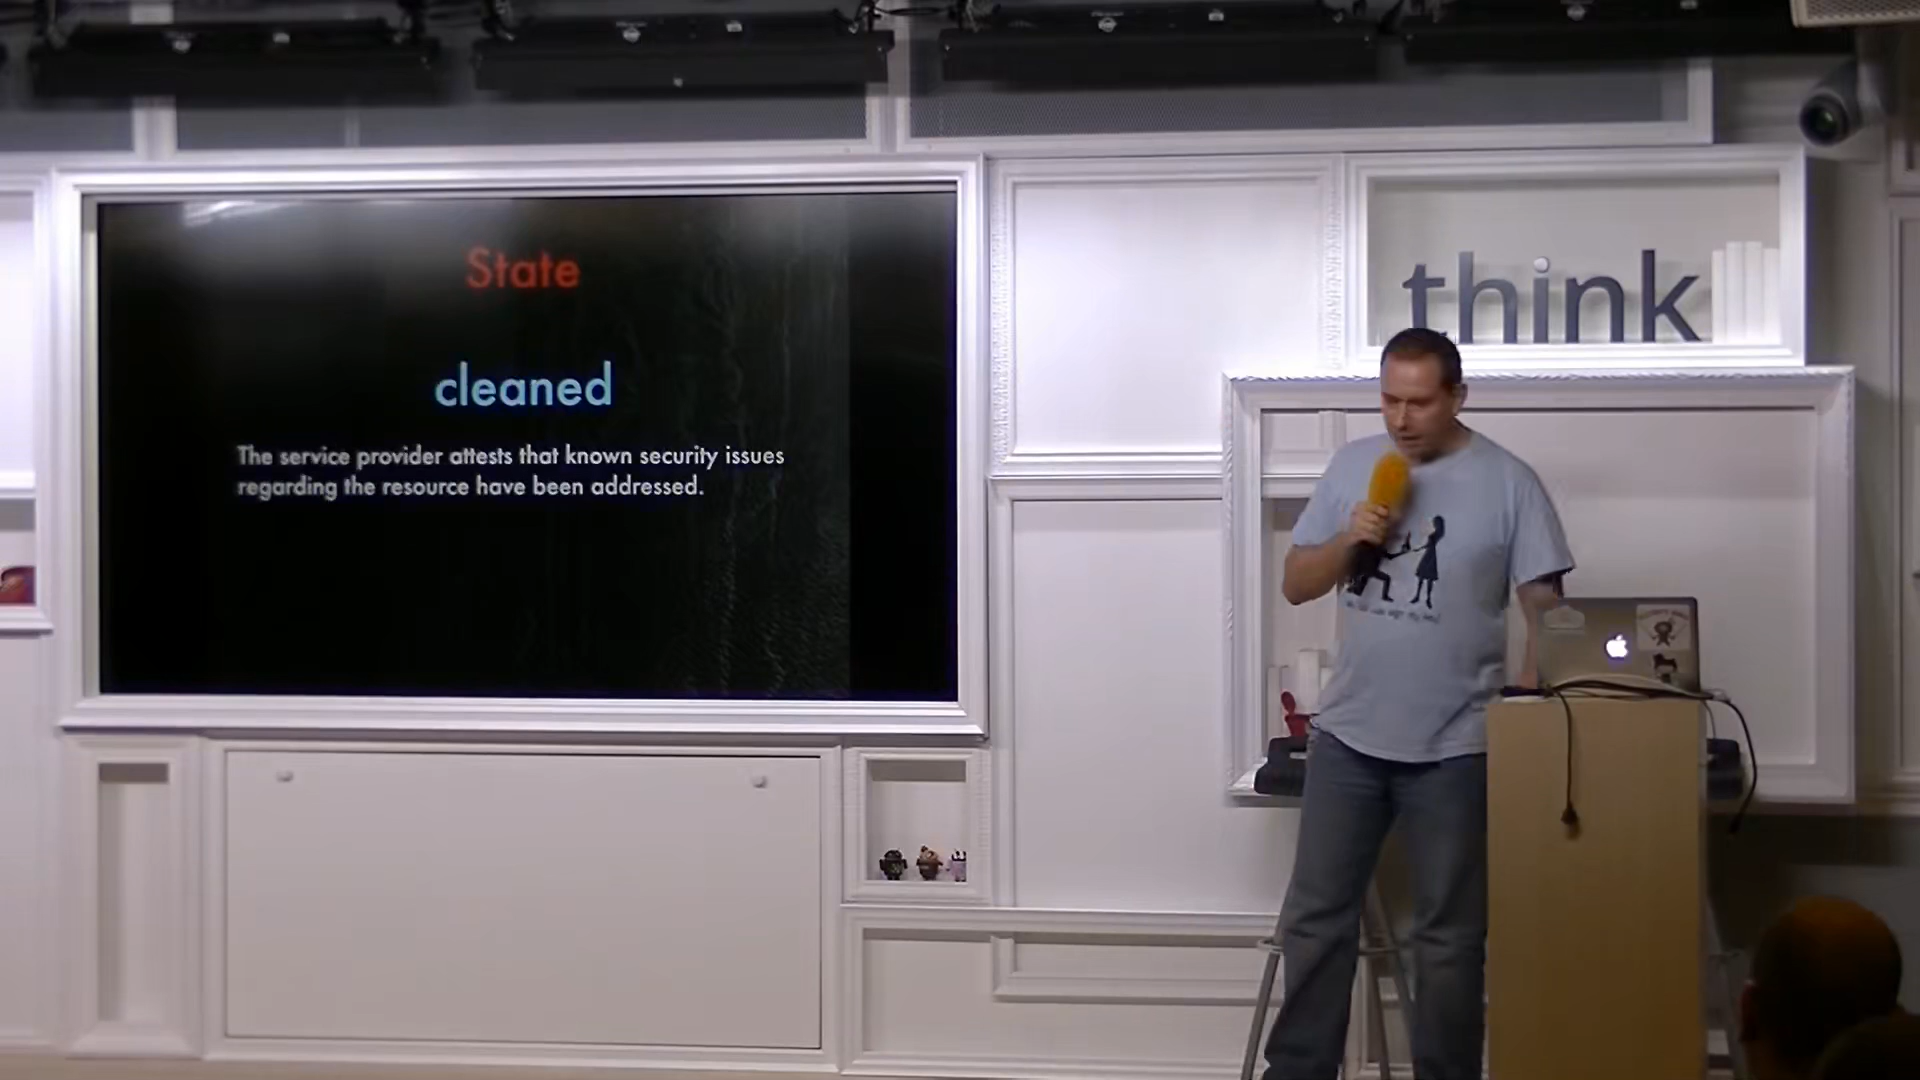 State
cleaned
The service provider attests that known security issues
regarding the resource have been addressed.
think